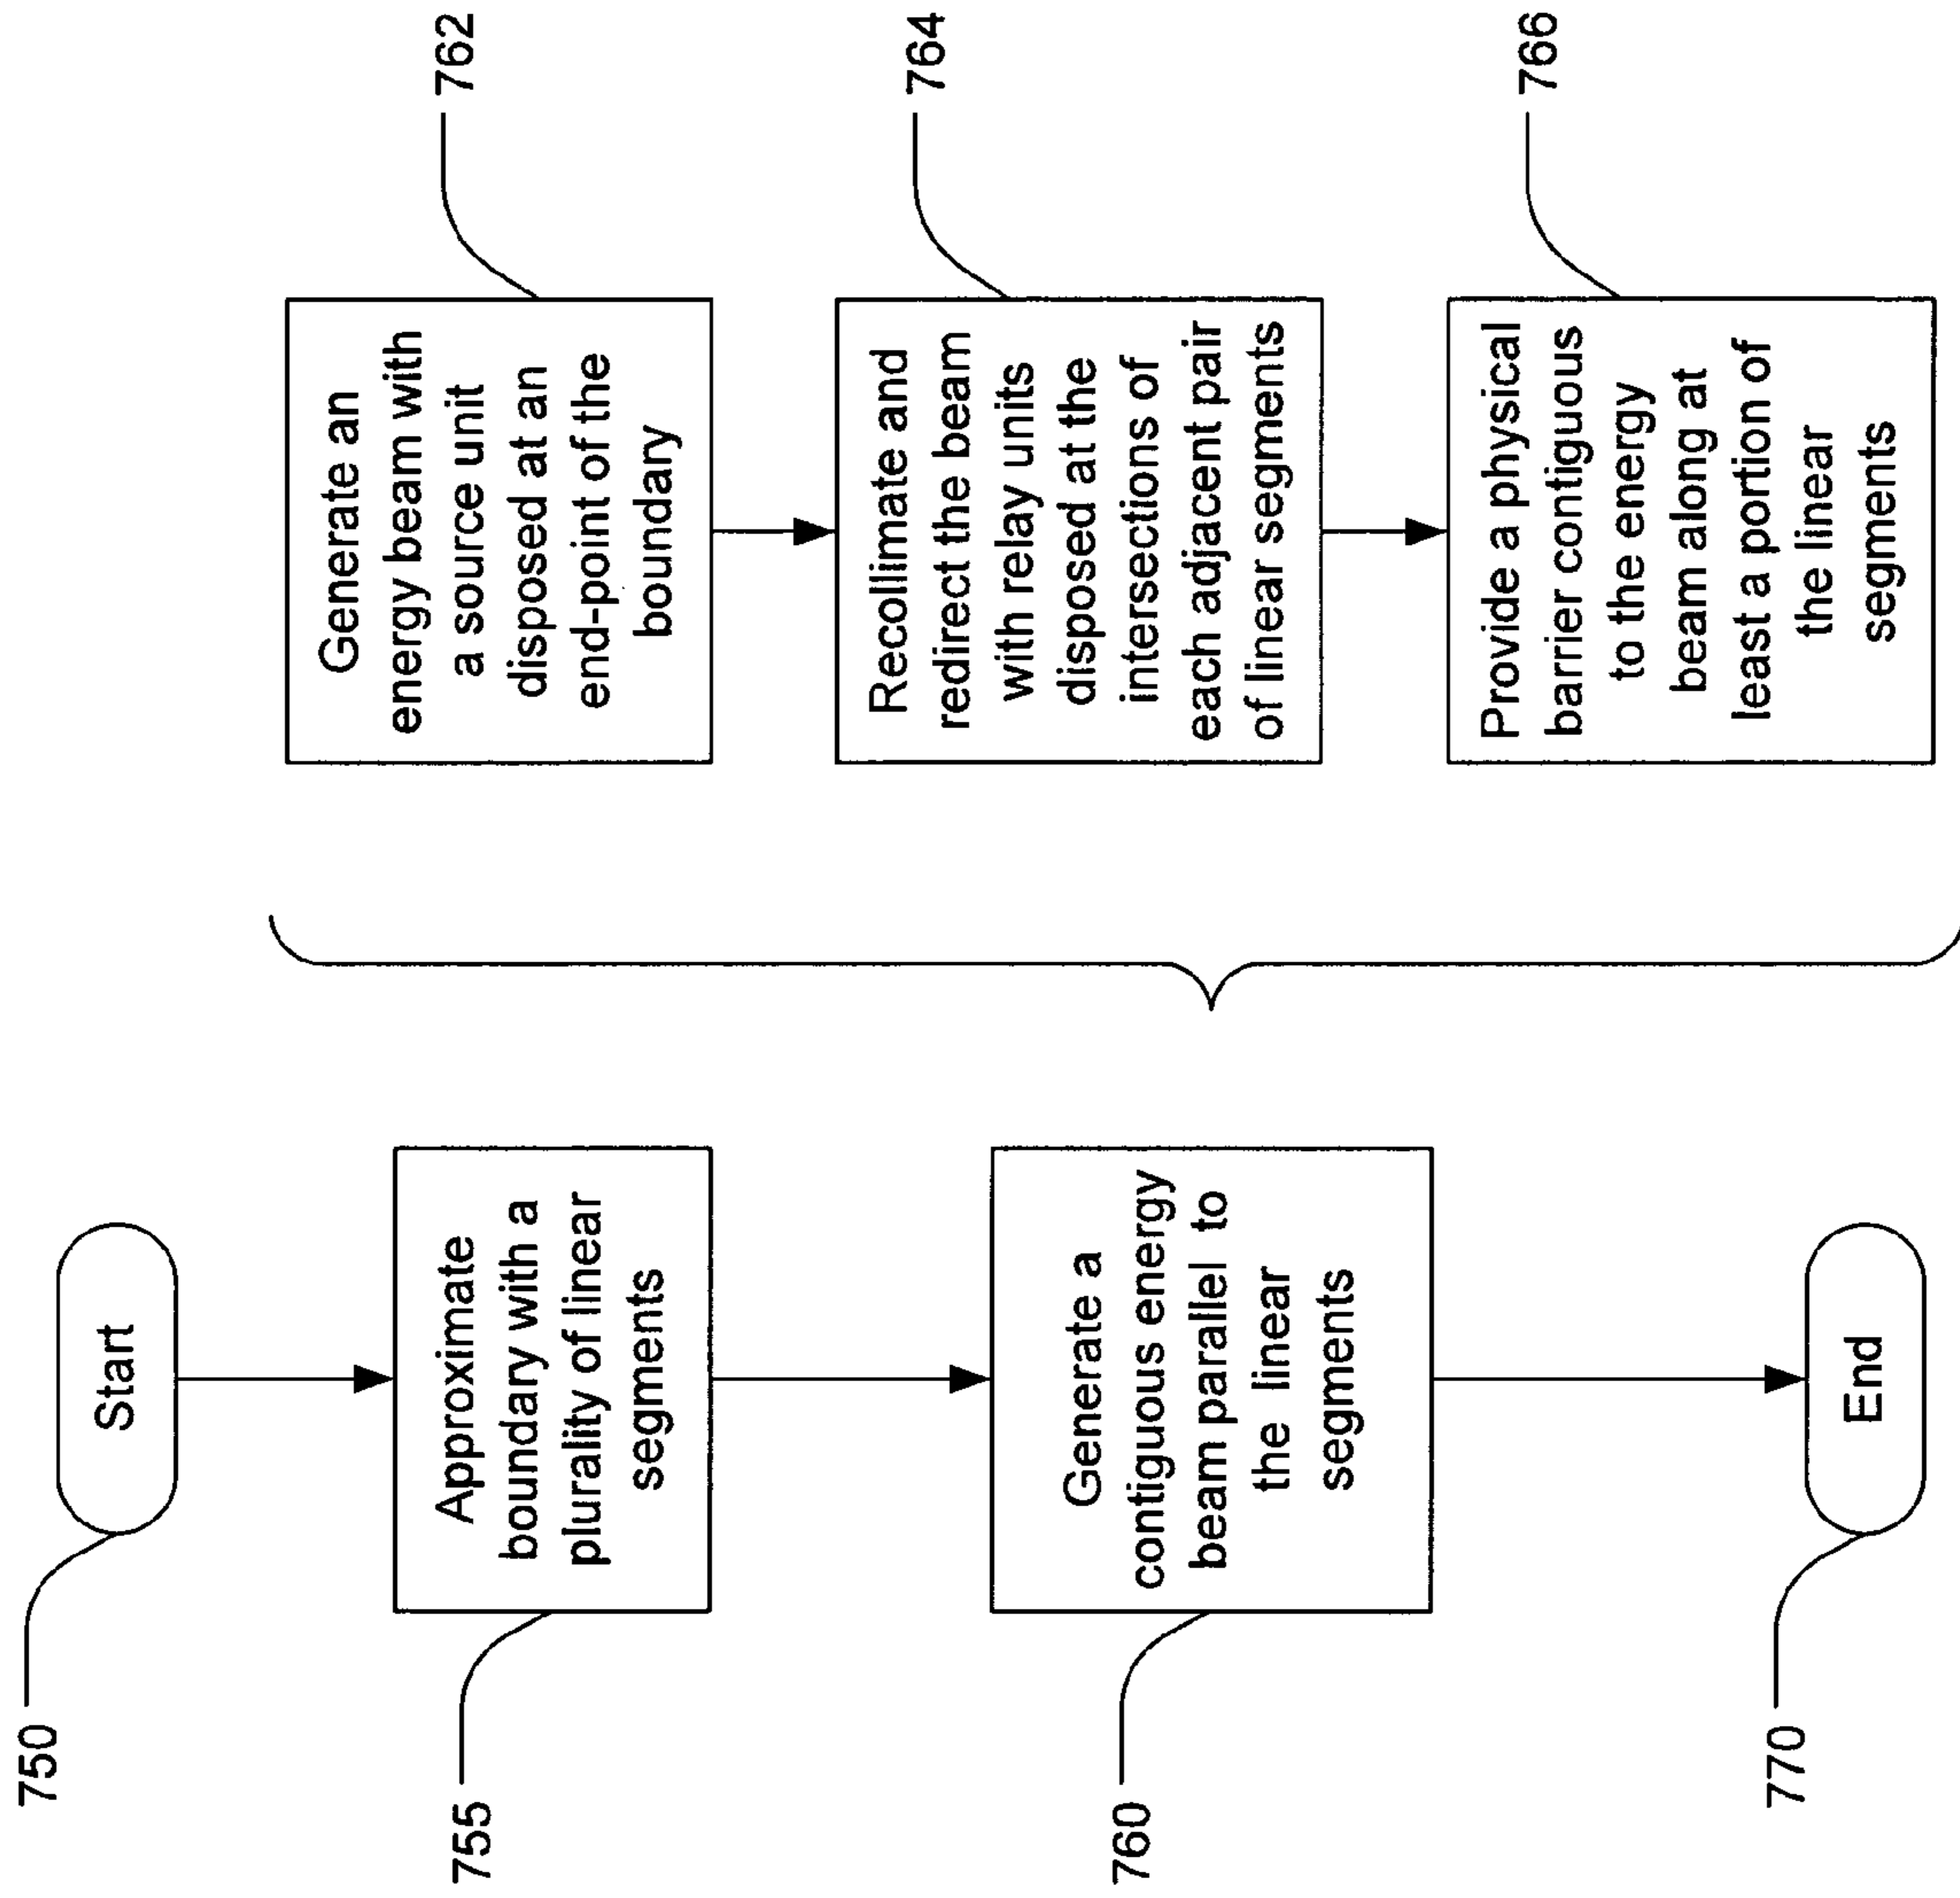 750
Start
755
Approximate
boundary with a
plurality of linear
segments
760
Generate a
contiguous energy
beam parallel to
the linear
segments
770
End
762
Generate an
energy beam with
a source unit
disposed at an
end-point of the
boundary
764
Recollimate and
redirect the beam
with relay units
disposed at the
intersections of
each adjacent pair
of linear segments
766
Provide a physical
barrier contiguous
to the energy
beam along at
least a portion of
the linear
segments